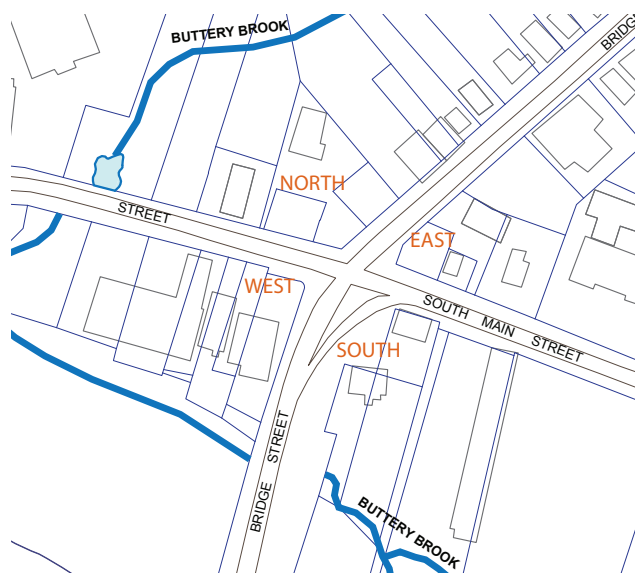 BUTTERY BROOK
BRIDG
NORTH
STREET
EAST
WEST
SOUTH MAIN STREET
SOUTH
BRIDGE STREET
BUTTERY BROOK